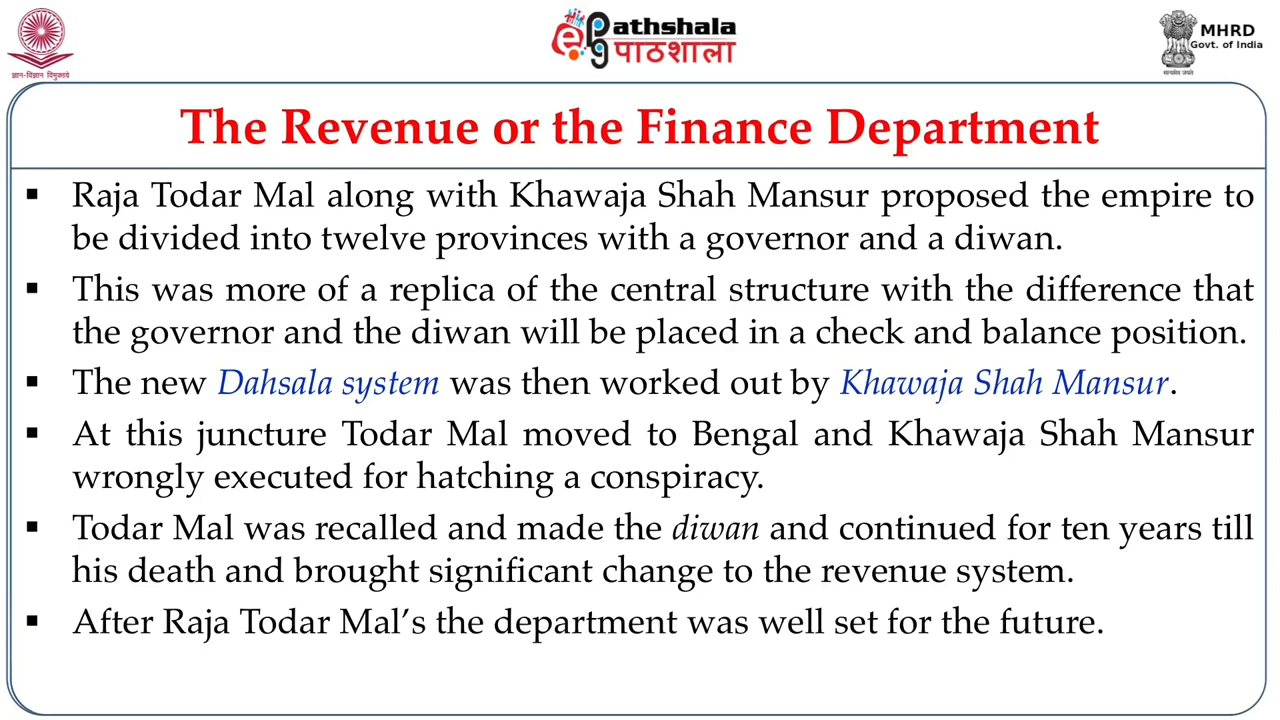 ज्ञान-विज्ञान विमुक्तये
ePg athshala
पाठशाला
MHRD
Govt. of India
सत्यमेव जयते
The Revenue or the Finance Department
▪ Raja Todar Mal along with Khawaja Shah Mansur proposed the empire to
be divided into twelve provinces with a governor and a diwan.
▪ This was more of a replica of the central structure with the difference that
the governor and the diwan will be placed in a check and balance position.
▪ The new Dahsala system was then worked out by Khawaja Shah Mansur.
▪ At this juncture Todar Mal moved to Bengal and Khawaja Shah Mansur
wrongly executed for hatching a conspiracy.
▪ Todar Mal was recalled and made the diwan and continued for ten years till
his death and brought significant change to the revenue system.
▪ After Raja Todar Mal’s the department was well set for the future.